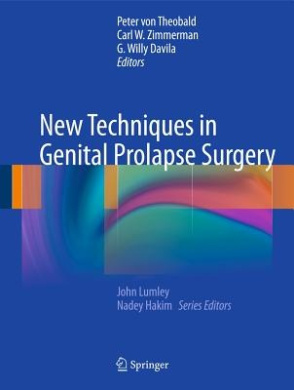 Peter von Theobald
Carl W. Zimmerman
G. Willy Davila
Editors
New Techniques in
Genital Prolapse Surgery
John Lumley
Nadey Hakim Series Editors
Springer